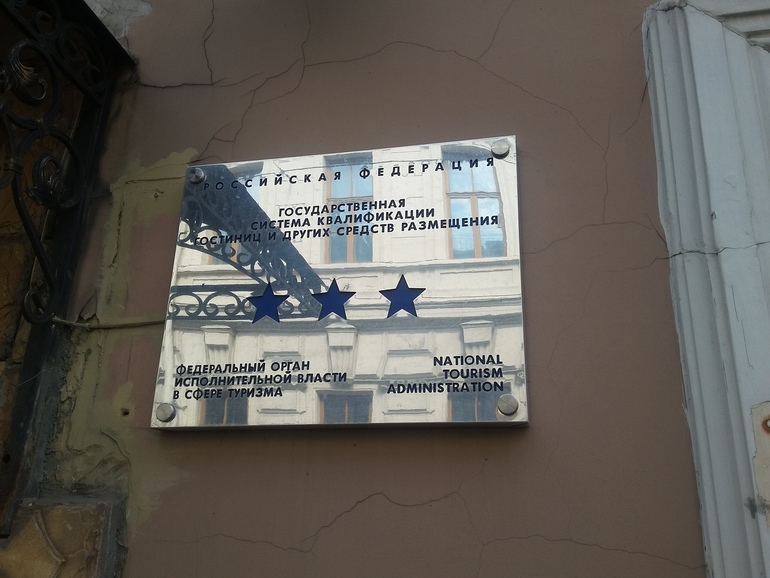 РОССИЙСКАЯ ФЕДЕРАЦИЯ
ГОСУДАРСТВЕННАЯ
СИСТЕМА КВАЛИФИКАЦИИ
ГОСТИНИЦ И ДРУГИХ СРЕДСТВ РАЗМЕЩЕНИЯ
ФЕДЕРАЛЬНЫЙ ОРГАН
ИСПОЛНИТЕЛЬНОЙ ВЛАСТИ
В СФЕРЕ ТУРИЗМА
NATIONAL
TOURISM
ADMINISTRATION